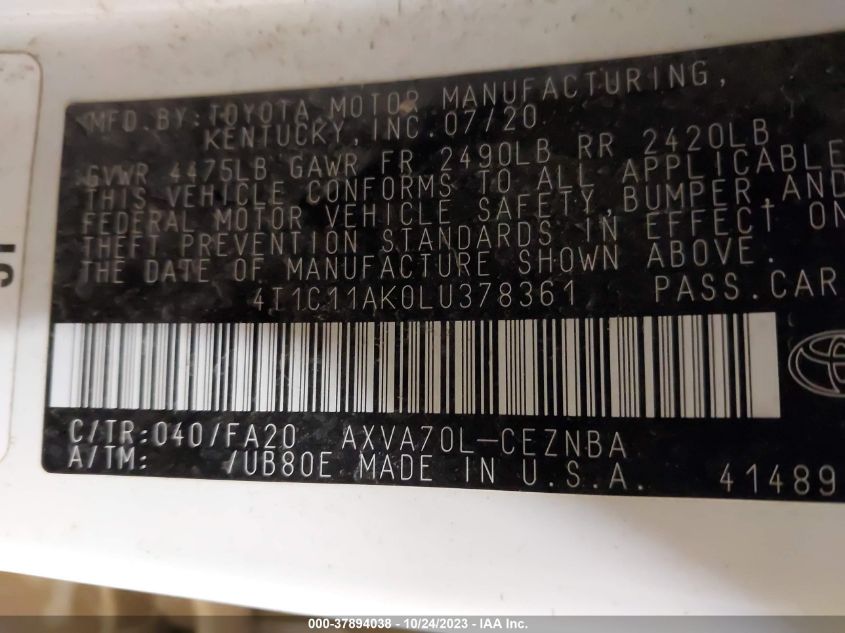 MFD.BY:TOYOTA MOTOR MANUFACTURING,
KENTUCKY, INC. 07/20
GVWR 4475LB GAWR FR 2490LB RR 2420LB
THIS VEHICLE CONFORMS TO ALL APPLICABLE
FEDERAL MOTOR VEHICLE SAFETY,BUMPER,AND
THEFT PREVENTION STANDARDS IN EFFECT ON
THE DATE OF MANUFACTURE SHOWN ABOVE.
4T1C11AK0LU378361 PASS.CAR
C/TR:040/FA20 AXVA70L-CEZNBA
A/TM: /UB80E MADE IN U.S.A. 41489
000-37894038 - 10/24/2023 - IAA Inc.